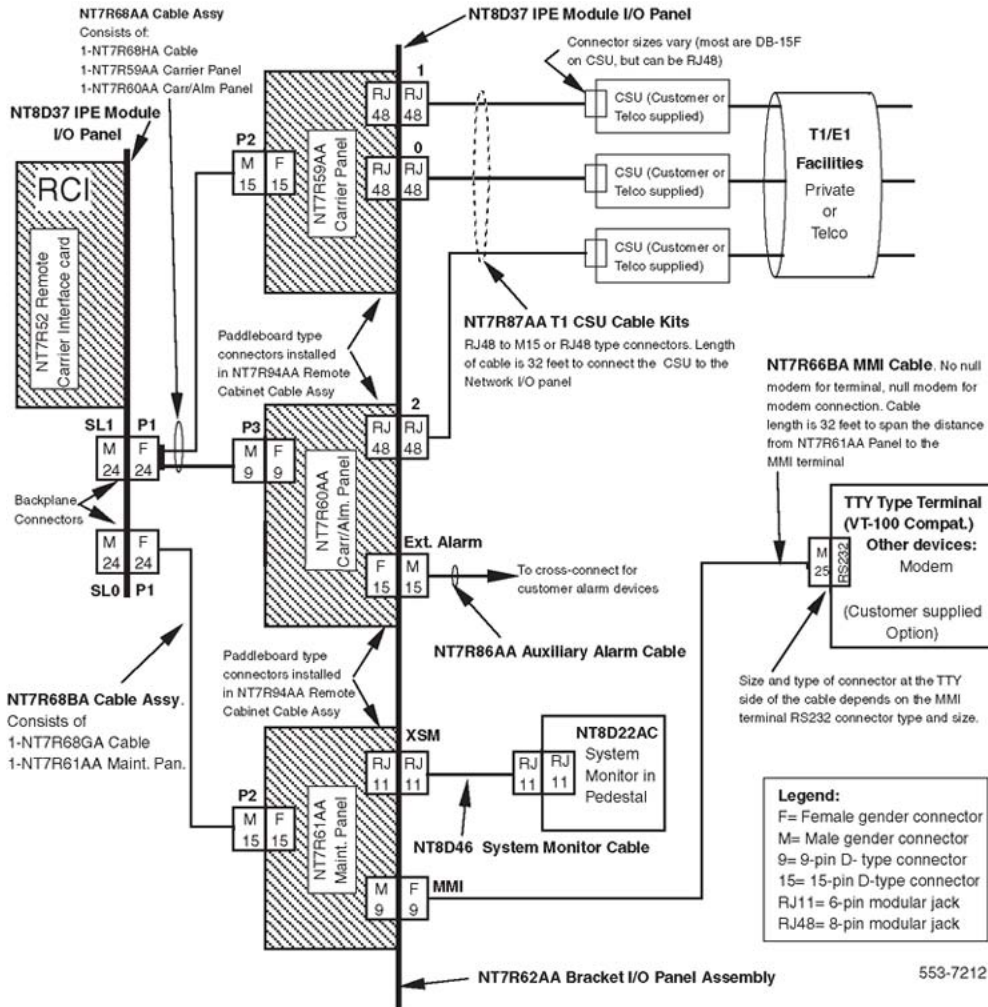 NT7R68AA Cable Assy
Consists of:
1-NT7R68HA Cable
1-NT7R59AA Carrier Panel
1-NT7R60AA Carr/Alm Panel
NT8D37 IPE Module I/O Panel
Connector sizes vary (most are DB-15F
on CSU, but can be RJ48)
NT8D37 IPE Module
I/O Panel
RCI
NT7R52 Remote
Carrier Interface card
P2
M
15
F
15
NT7R59AA
Carrier Panel
1
RJ
48
RJ
48
0
RJ
48
RJ
48
CSU (Customer or
Telco supplied)
CSU (Customer or
Telco supplied)
CSU (Customer or
Telco supplied)
T1/E1
Facilities
Private
or
Telco
NT7R87AA T1 CSU Cable Kits
RJ48 to M15 or RJ48 type connectors. Length
of cable is 32 feet to connect the CSU to the
Network I/O panel
Paddleboard type
connectors installed
in NT7R94AA Remote
Cabinet Cable Assy
NT7R66BA MMI Cable. No null
modem for terminal, null modem for
modem connection. Cable
length is 32 feet to span the distance
from NT7R61AA Panel to the
MMI terminal
SL1
P1
M
24
F
24
Backplane
Connectors
M
24
F
24
SL0
P1
P3
M
9
F
9
NT7R60AA
Carr/Alm. Panel
2
RJ
48
RJ
48
Ext. Alarm
F
15
M
15
To cross-connect for
customer alarm devices
NT7R86AA Auxiliary Alarm Cable
TTY Type Terminal
(VT-100 Compat.)
Other devices:
Modem
(Customer supplied
Option)
M
25
RS232
Size and type of connector at the TTY
side of the cable depends on the MMI
terminal RS232 connector type and size.
NT7R68BA Cable Assy.
Consists of
1-NT7R68GA Cable
1-NT7R61AA Maint. Pan.
Paddleboard type
connectors installed
in NT7R94AA Remote
Cabinet Cable Assy
P2
M
15
F
15
NT7R61AA
Maint. Panel
XSM
RJ
11
RJ
11
RJ
11
RJ
11
NT8D22AC
System
Monitor in
Pedestal
NT8D46 System Monitor Cable
M
9
F
9
MMI
Legend:
F= Female gender connector
M= Male gender connector
9= 9-pin D- type connector
15= 15-pin D-type connector
RJ11= 6-pin modular jack
RJ48= 8-pin modular jack
NT7R62AA Bracket I/O Panel Assembly
553-7212